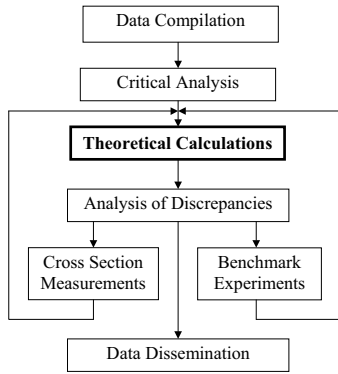 Data Compilation
Critical Analysis
Theoretical Calculations
Analysis of Discrepancies
Cross Section
Measurements
Benchmark
Experiments
Data Dissemination